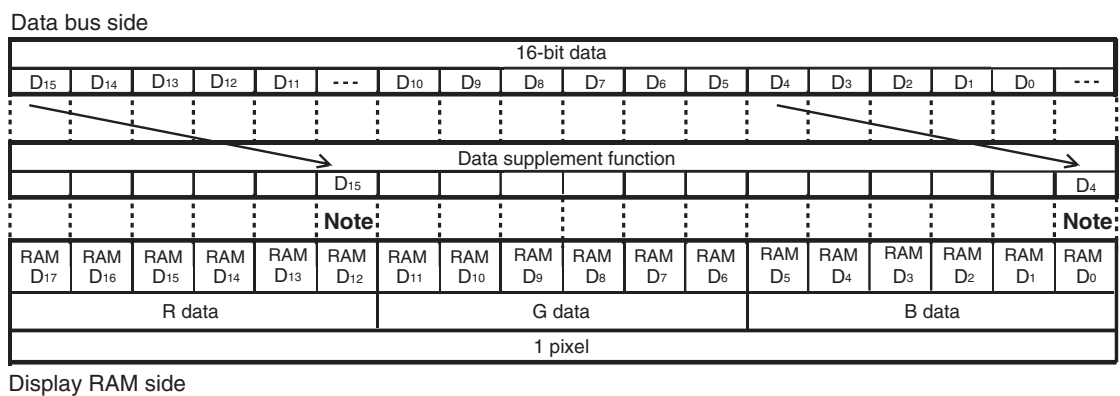 Data bus side
16-bit data
D15 D14 D13 D12 D11 --- D10 D9 D8 D7 D6 D5 D4 D3 D2 D1 D0 ---
Data supplement function
D15 D4
Note Note
RAM RAM RAM RAM RAM RAM RAM RAM RAM RAM RAM RAM RAM RAM RAM RAM RAM RAM
D17 D16 D15 D14 D13 D12 D11 D10 D9 D8 D7 D6 D5 D4 D3 D2 D1 D0
R data G data B data
1 pixel
Display RAM side